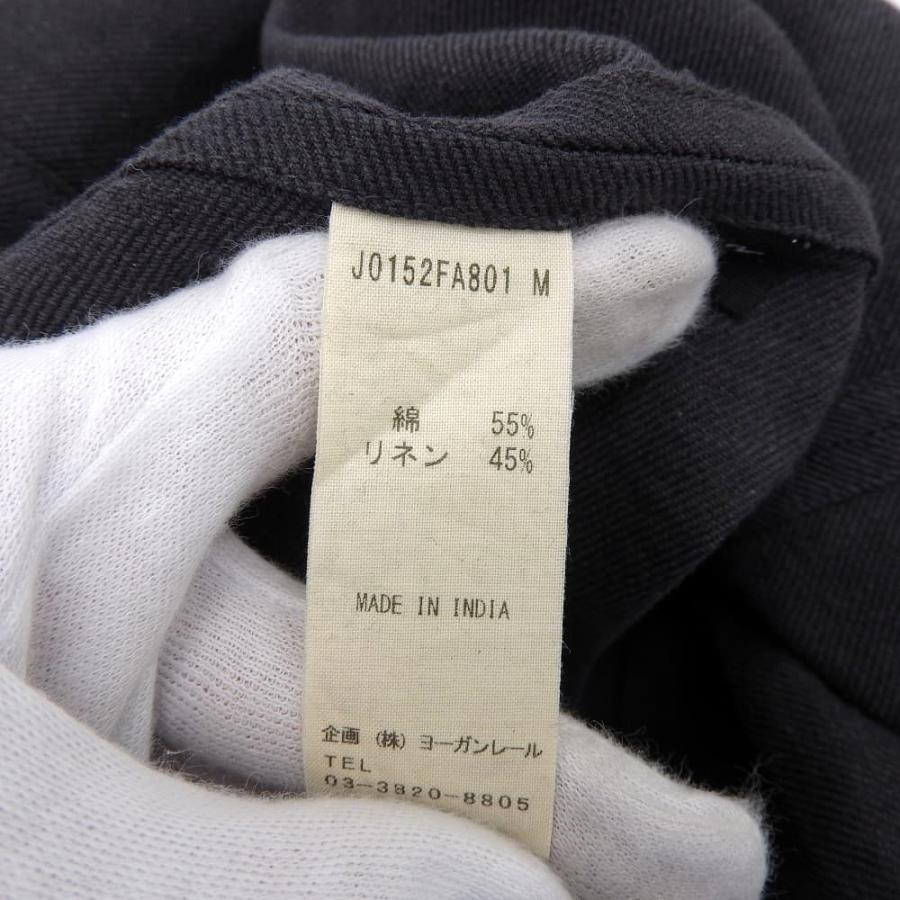 J0152FA801 M
綿 55%
リネン 45%
MADE IN INDIA
企画 (株) ヨーガンレール
TEL
03-3820-8805